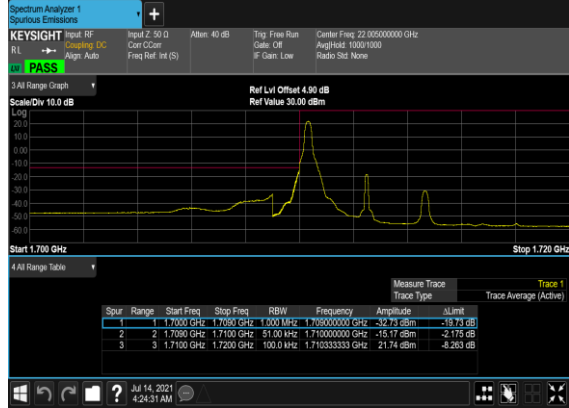 Spectrum Analyzer 1
Spurious Emissions
+
KEYSIGHT Input: RF Input Z: 50 Ω Atten: 40 dB Trig: Free Run Center Freq: 22.005000000 GHz
RL Coupling: DC Corr CCorr Gate: Off Avg|Hold: 1000/1000
Align: Auto Freq Ref: Int (S) IF Gain: Low Radio Std: None
PASS
3 All Range Graph
Ref Lvl Offset 4.90 dB
Scale/Div 10.0 dB Ref Value 30.00 dBm
Log
20.0
10.0
0.00
-10.0
-20.0
-30.0
-40.0
-50.0
-60.0
Start 1.700 GHz Stop 1.720 GHz
4 All Range Table
Measure Trace Trace 1
Trace Type Trace Average (Active)
Spur Range Start Freq Stop Freq RBW Frequency Amplitude ΔLimit
1 1 1.7000 GHz 1.7090 GHz 1.000 MHz 1.709000000 GHz -32.73 dBm -19.73 dB
2 2 1.7090 GHz 1.7100 GHz 51.00 kHz 1.710000000 GHz -15.17 dBm -2.175 dB
3 3 1.7100 GHz 1.7200 GHz 100.0 kHz 1.710333333 GHz 21.74 dBm -8.263 dB
? Jul 14, 2021
4:24:31 AM